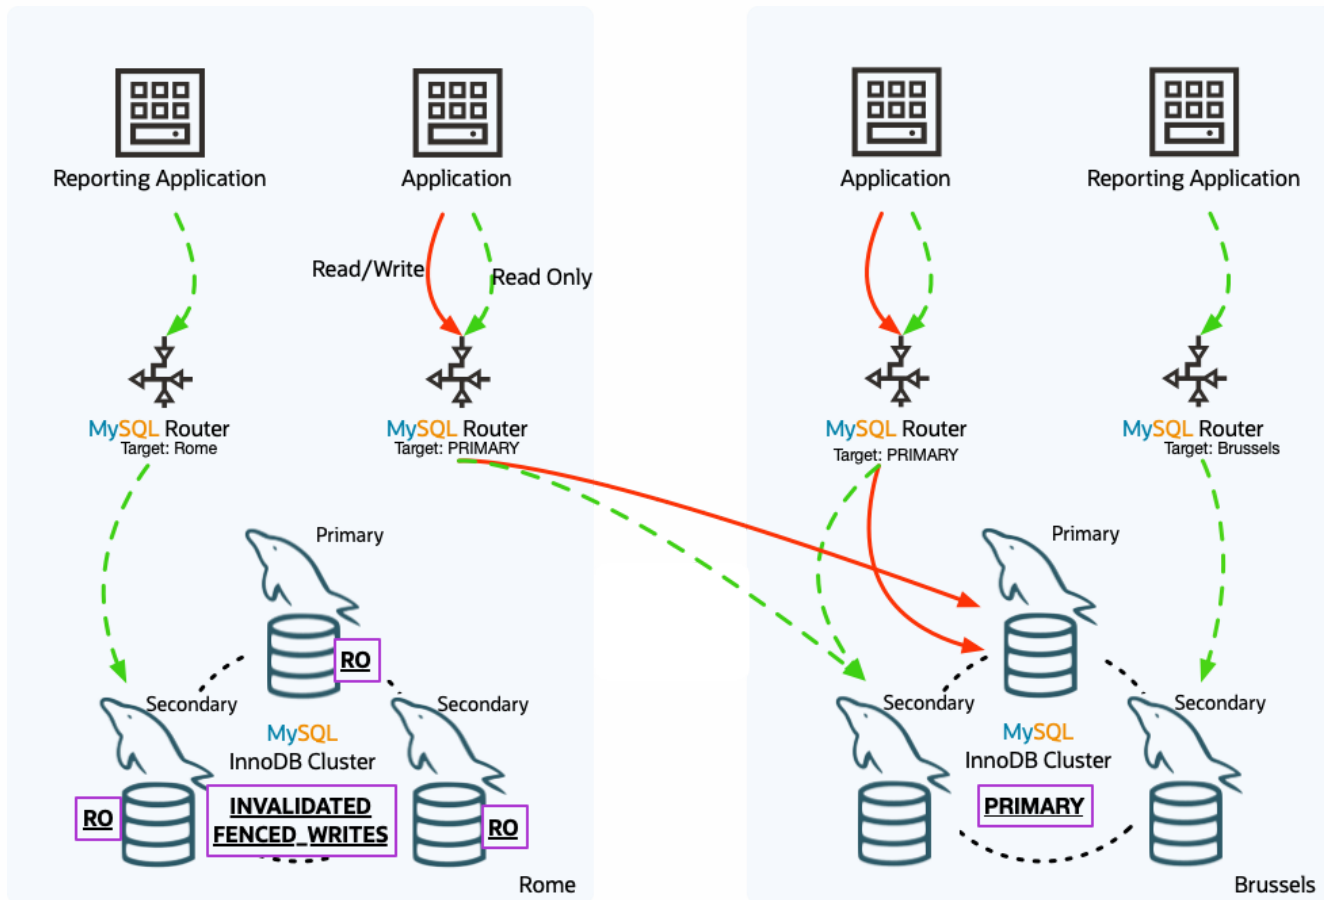 Reporting Application
Application
Application
Reporting Application
Read/Write
Read Only
MySQL Router
Target: Rome
MySQL Router
Target: PRIMARY
MySQL Router
Target: PRIMARY
MySQL Router
Target: Brussels
Primary
RO
Secondary
Secondary
MySQL
InnoDB Cluster
RO
INVALIDATED
FENCED_WRITES
RO
Rome
Primary
Secondary
Secondary
MySQL
InnoDB Cluster
PRIMARY
Brussels